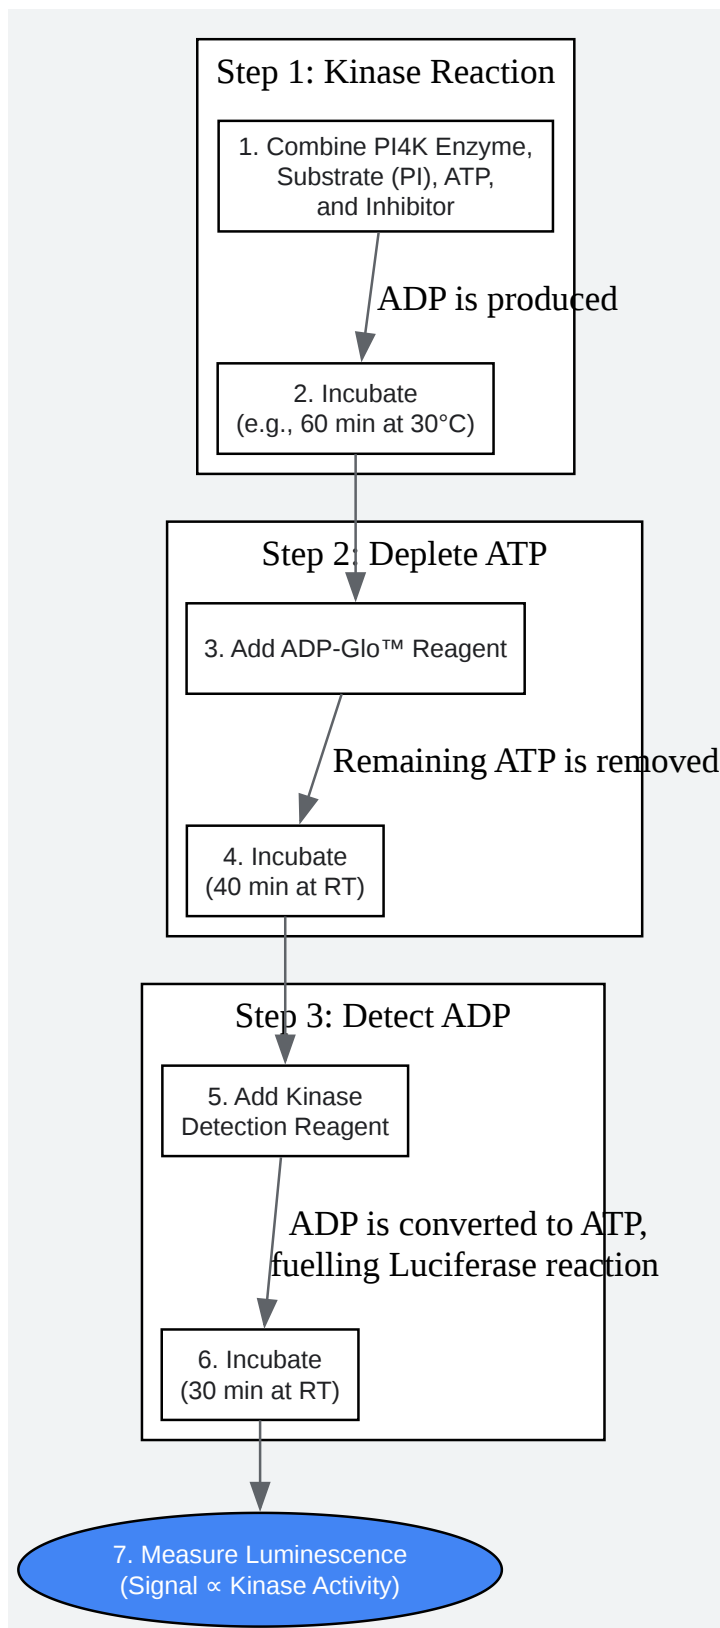 Step 1: Kinase Reaction
1. Combine PI4K Enzyme,
Substrate (PI), ATP,
and Inhibitor
ADP is produced
2. Incubate
(e.g., 60 min at 30°C)
Step 2: Deplete ATP
3. Add ADP-Glo™ Reagent
Remaining ATP is removed
4. Incubate
(40 min at RT)
Step 3: Detect ADP
5. Add Kinase
Detection Reagent
ADP is converted to ATP,
fuelling Luciferase reaction
6. Incubate
(30 min at RT)
7. Measure Luminescence
(Signal ∝ Kinase Activity)